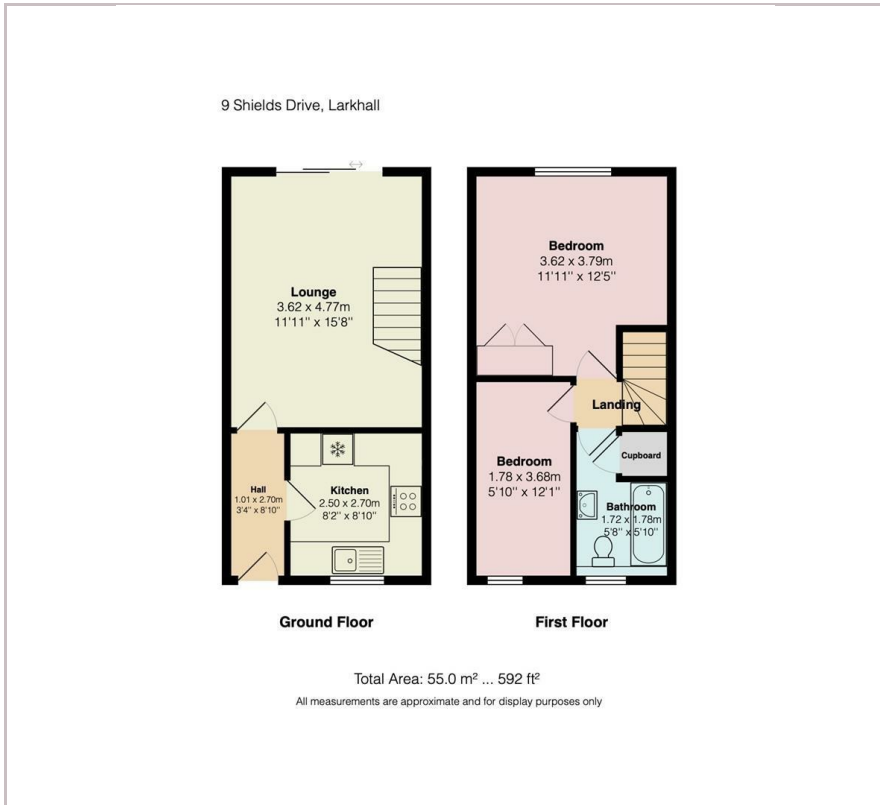 9 Shields Drive, Larkhall
Lounge
3.62 x 4.77m
11'11'' x 15'8''
Hall
1.01 x 2.70m
3'4'' x 8'10''
Kitchen
2.50 x 2.70m
8'2'' x 8'10''
Ground Floor
Bedroom
3.62 x 3.79m
11'11'' x 12'5''
Landing
Cupboard
Bedroom
1.78 x 3.68m
5'10'' x 12'1''
Bathroom
1.72 x 1.78m
5'8'' x 5'10''
First Floor
Total Area: 55.0 m² ... 592 ft²
All measurements are approximate and for display purposes only